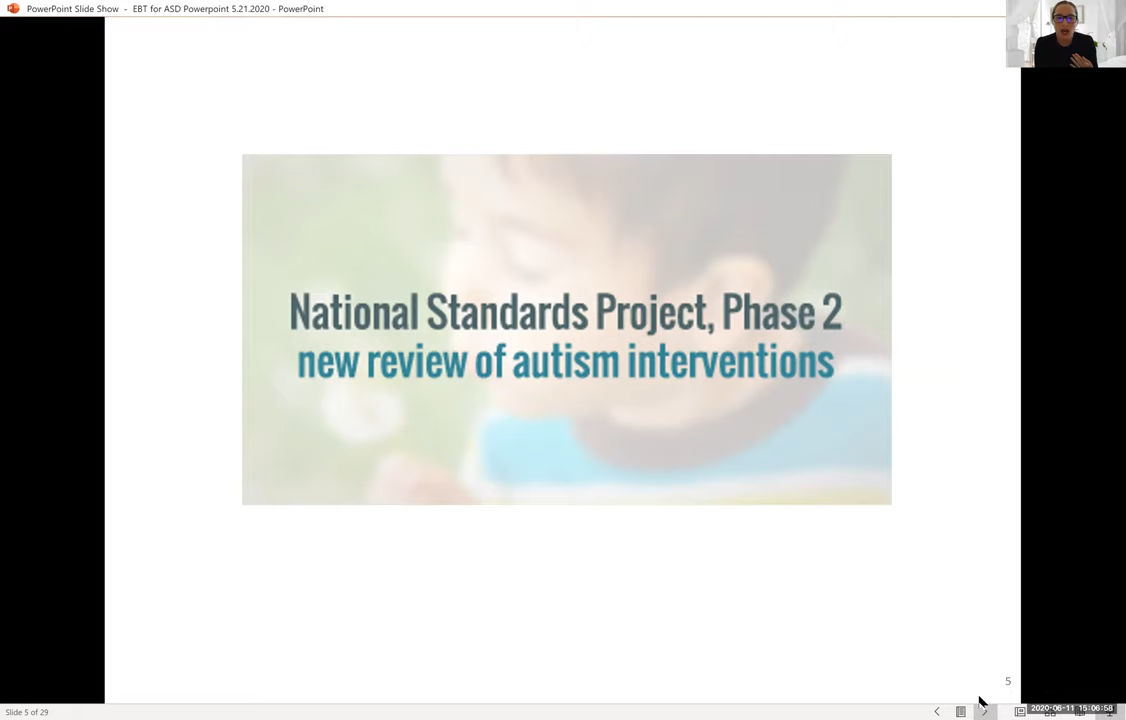 PowerPoint Slide Show - EBT for ASD Powerpoint 5.21.2020 - PowerPoint
National Standards Project, Phase 2
new review of autism interventions
5
Slide 5 of 29
2020-06-11 15:06:58